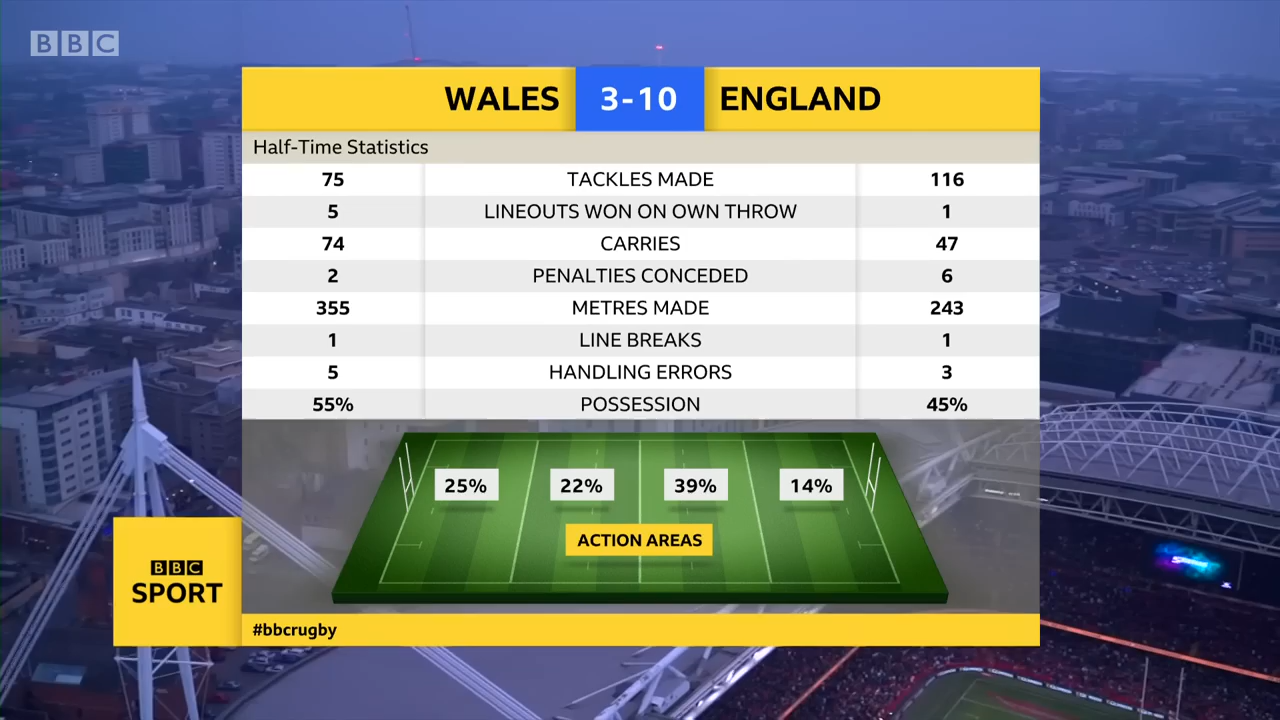 BBC
WALES 3-10 ENGLAND
Half-Time Statistics
75 TACKLES MADE 116
5 LINEOUTS WON ON OWN THROW 1
74 CARRIES 47
2 PENALTIES CONCEDED 6
355 METRES MADE 243
1 LINE BREAKS 1
5 HANDLING ERRORS 3
55% POSSESSION 45%
25% 22% 39% 14%
ACTION AREAS
BBC
SPORT
#bbcrugby